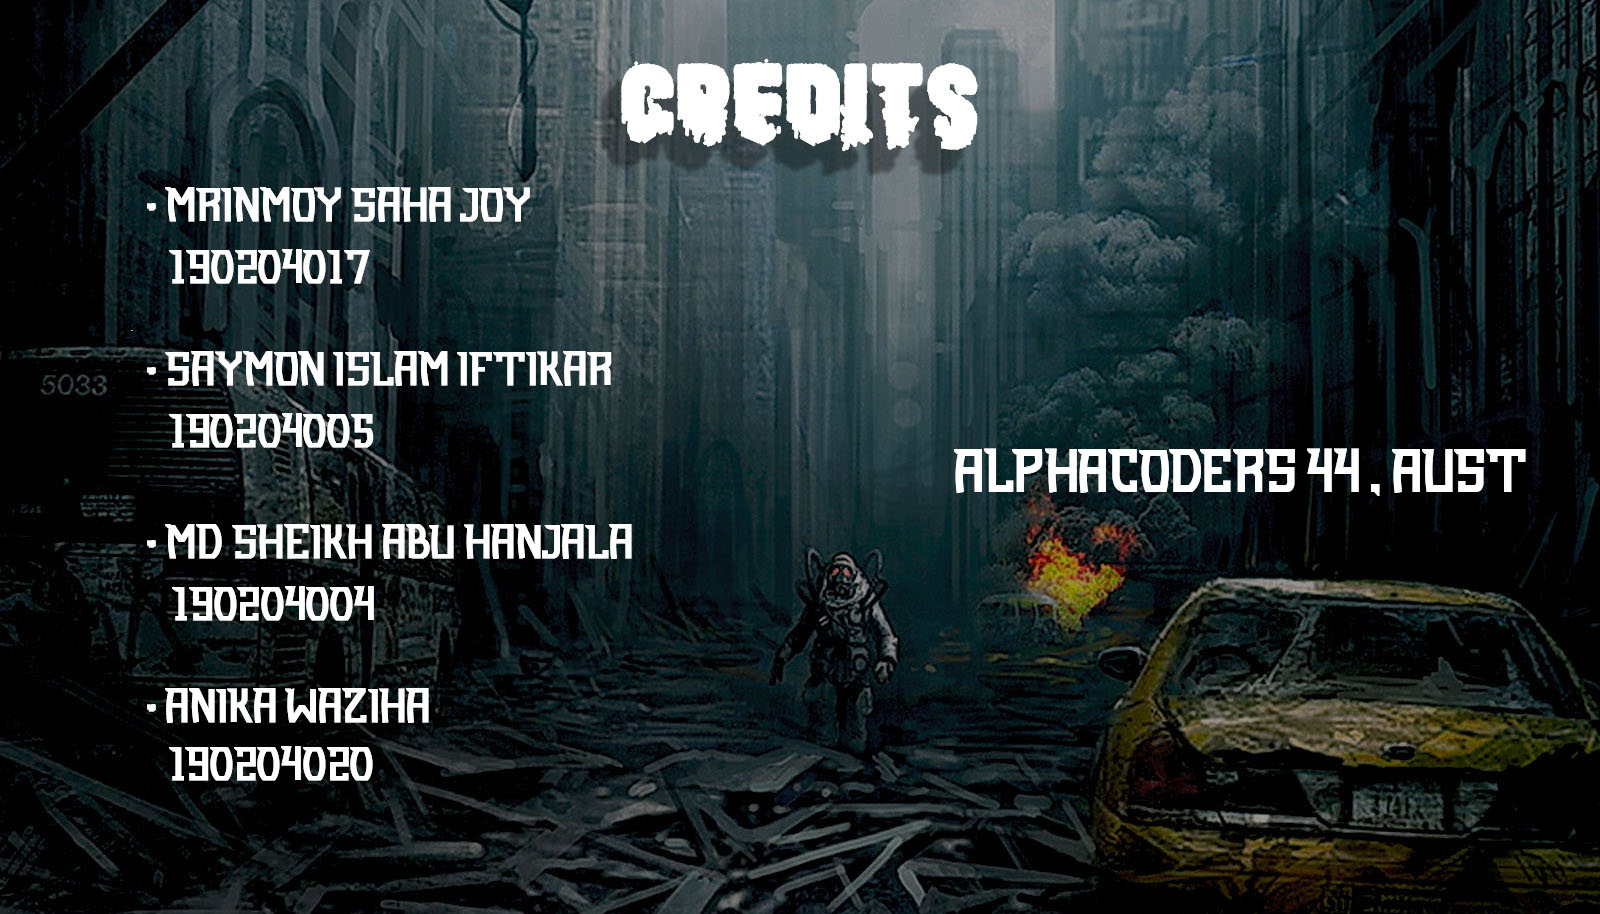 CREDITS
· MRINMOY SAHA JOY
190204017
· SAYMON ISLAM IFTIKAR
190204005
· MD SHEIKH ABU HANJALA
190204004
· ANIKA WAZIHA
190204020
ALPHACODERS 44 , AUST
5033